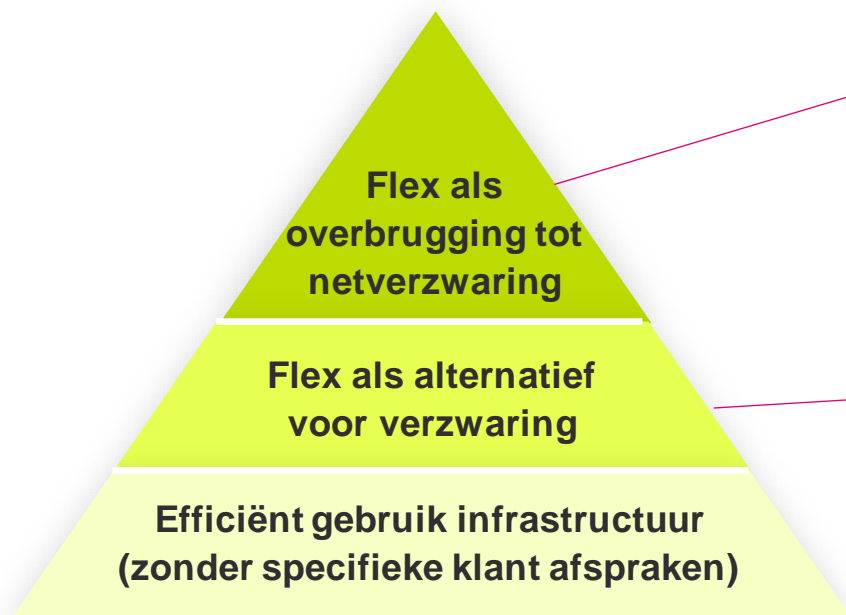 Flex als
overbrugging tot
netverzwaring
Flex als alternatief
voor verzwaring
Efficiënt gebruik infrastructuur
(zonder specifieke klant afspraken)